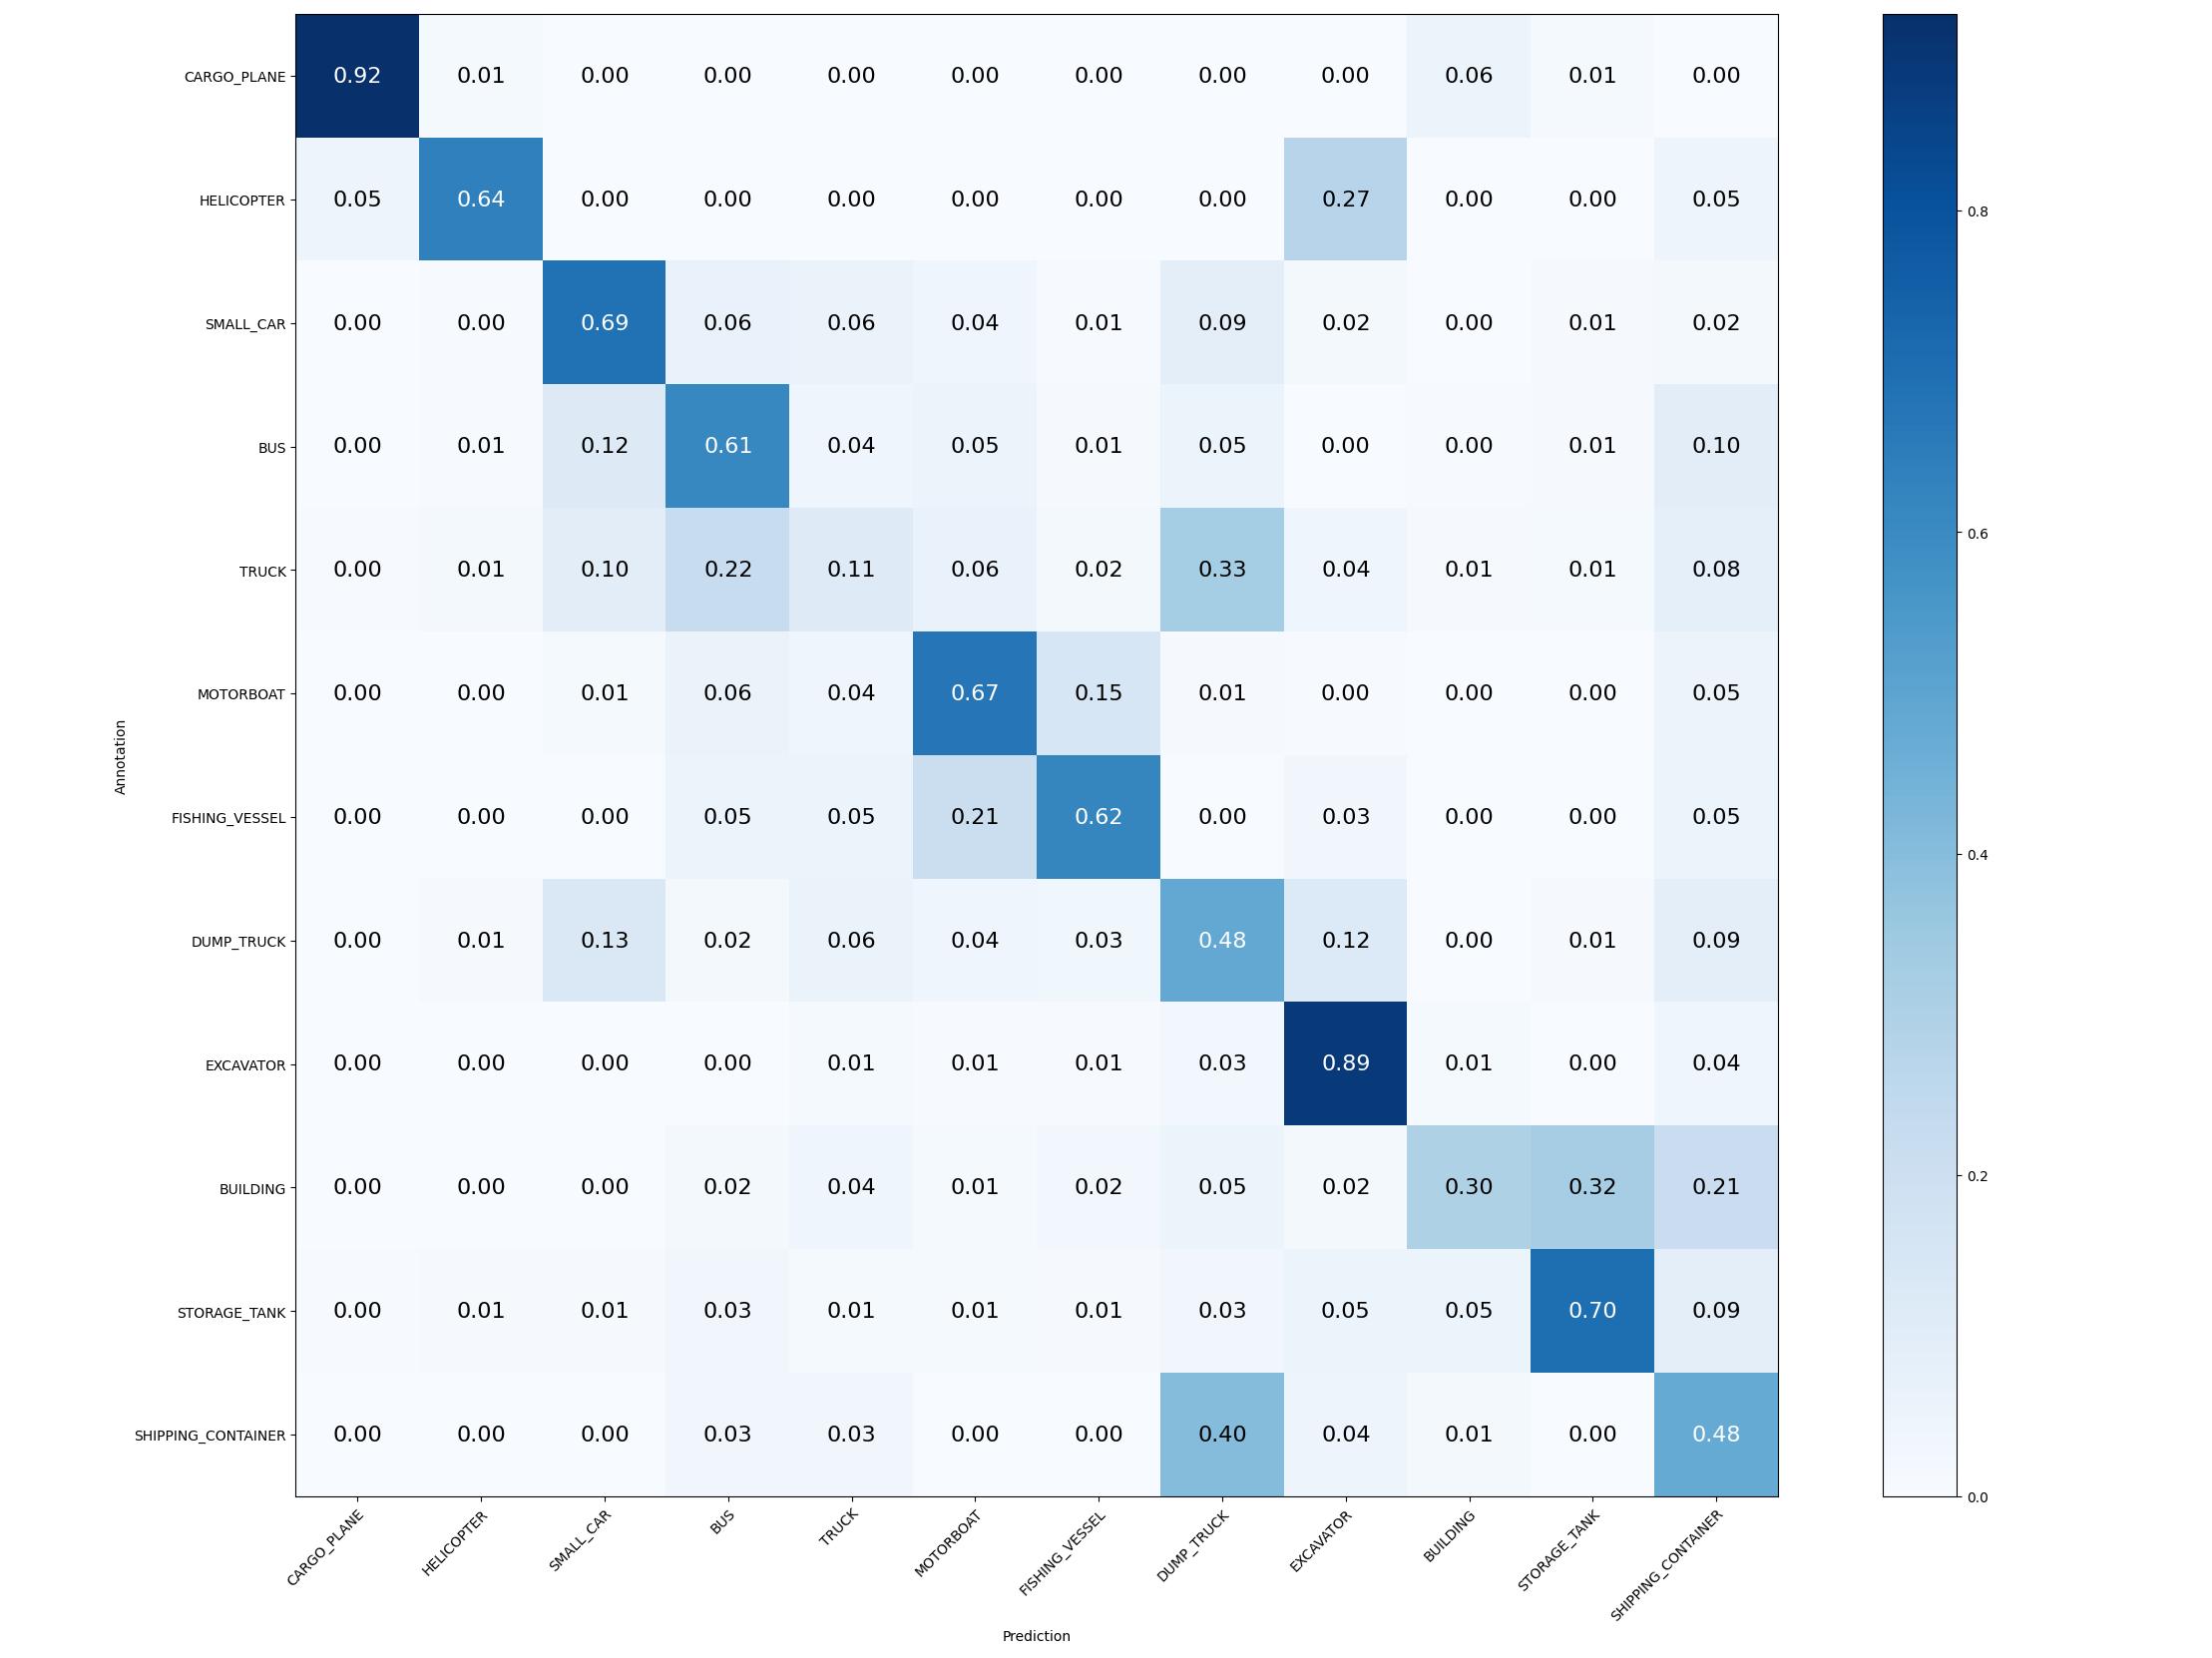 CARGO_PLANE 0.92 0.01 0.00 0.00 0.00 0.00 0.00 0.00 0.00 0.06 0.01 0.00
HELICOPTER 0.05 0.64 0.00 0.00 0.00 0.00 0.00 0.00 0.27 0.00 0.00 0.05
0.8
SMALL_CAR 0.00 0.00 0.69 0.06 0.06 0.04 0.01 0.09 0.02 0.00 0.01 0.02
BUS 0.00 0.01 0.12 0.61 0.04 0.05 0.01 0.05 0.00 0.00 0.01 0.10
0.6
TRUCK 0.00 0.01 0.10 0.22 0.11 0.06 0.02 0.33 0.04 0.01 0.01 0.08
MOTORBOAT 0.00 0.00 0.01 0.06 0.04 0.67 0.15 0.01 0.00 0.00 0.00 0.05
Annotation
FISHING_VESSEL 0.00 0.00 0.00 0.05 0.05 0.21 0.62 0.00 0.03 0.00 0.00 0.05
0.4
DUMP_TRUCK 0.00 0.01 0.13 0.02 0.06 0.04 0.03 0.48 0.12 0.00 0.01 0.09
EXCAVATOR 0.00 0.00 0.00 0.00 0.01 0.01 0.01 0.03 0.89 0.01 0.00 0.04
0.2
BUILDING 0.00 0.00 0.00 0.02 0.04 0.01 0.02 0.05 0.02 0.30 0.32 0.21
STORAGE_TANK 0.00 0.01 0.01 0.03 0.01 0.01 0.01 0.03 0.05 0.05 0.70 0.09
SHIPPING_CONTAINER 0.00 0.00 0.00 0.03 0.03 0.00 0.00 0.40 0.04 0.01 0.00 0.48
0.0
CARGO_PLANE HELICOPTER SMALL_CAR BUS TRUCK MOTORBOAT FISHING_VESSEL DUMP_TRUCK EXCAVATOR BUILDING STORAGE_TANK SHIPPING_CONTAINER
Prediction